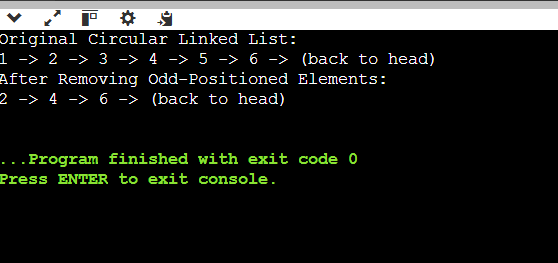 Original Circular Linked List:
1 -> 2 -> 3 -> 4 -> 5 -> 6 -> (back to head)
After Removing Odd-Positioned Elements:
2 -> 4 -> 6 -> (back to head)
...Program finished with exit code 0
Press ENTER to exit console.